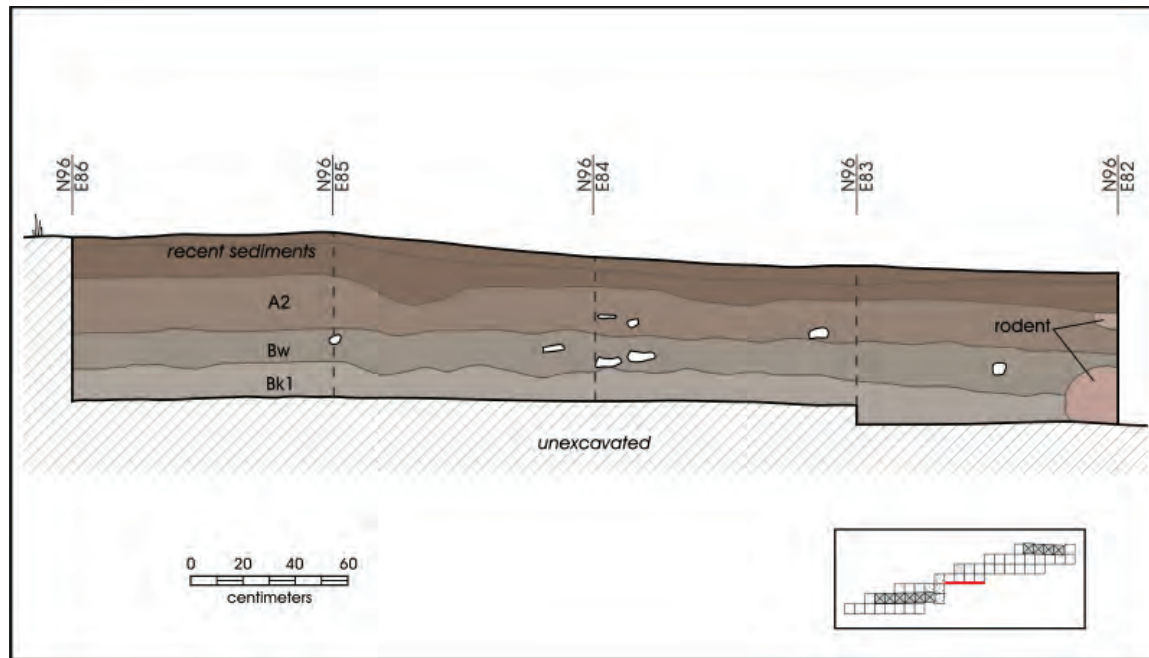 N96
E86
N96
E85
N96
E84
N96
E83
N96
E82
recent sediments
A2
rodent
Bw
Bk1
unexcavated
0 20 40 60
centimeters